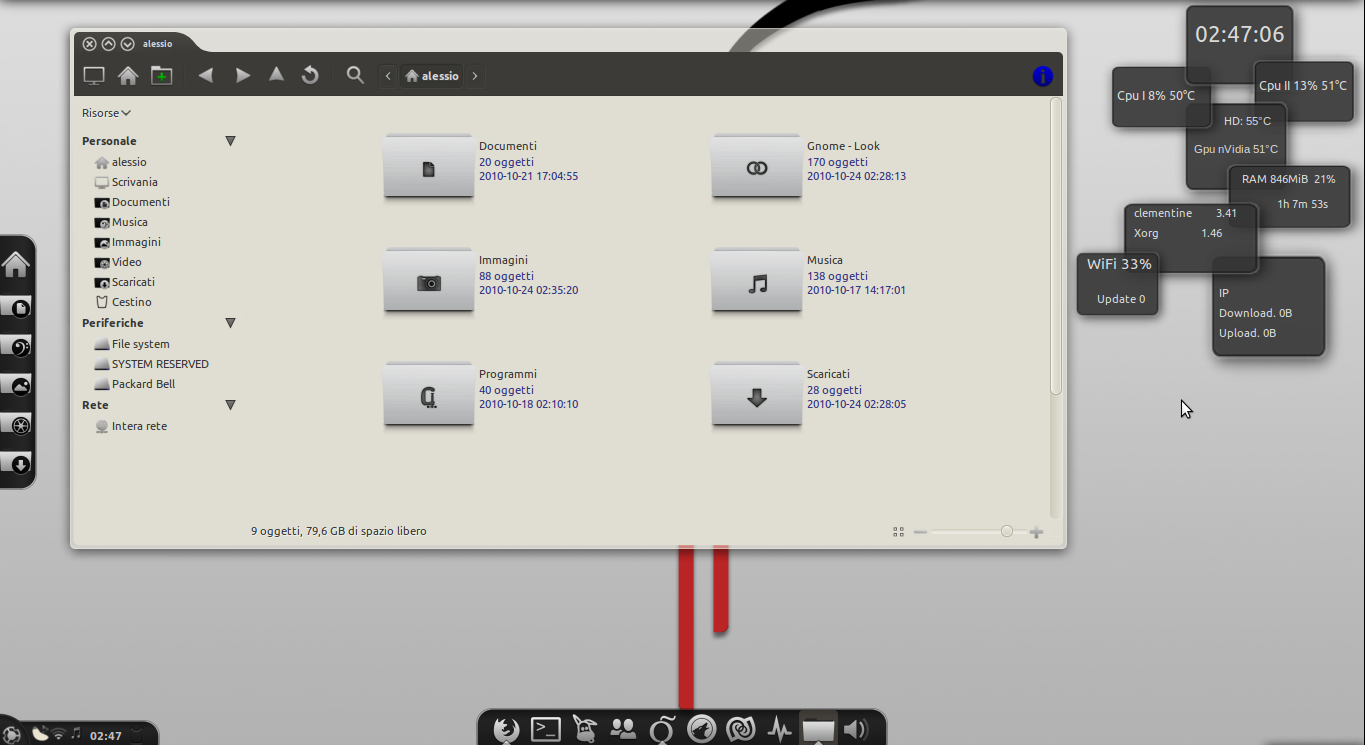 alessio
alessio
Risorse
Personale
alessio
Scrivania
Documenti
Musica
Immagini
Video
Scaricati
Cestino
Periferiche
File system
SYSTEM RESERVED
Packard Bell
Rete
Intera rete
Documenti
20 oggetti
2010-10-21 17:04:55
Gnome - Look
170 oggetti
2010-10-24 02:28:13
Immagini
88 oggetti
2010-10-24 02:35:20
Musica
138 oggetti
2010-10-17 14:17:01
Programmi
40 oggetti
2010-10-18 02:10:10
Scaricati
28 oggetti
2010-10-24 02:28:05
9 oggetti, 79,6 GB di spazio libero
02:47:06
Cpu I 8% 50°C
Cpu II 13% 51°C
HD: 55°C
Gpu nVidia 51°C
RAM 846MiB 21%
1h 7m 53s
clementine 3.41
Xorg 1.46
WiFi 33%
Update 0
IP
Download. 0B
Upload. 0B
02:47